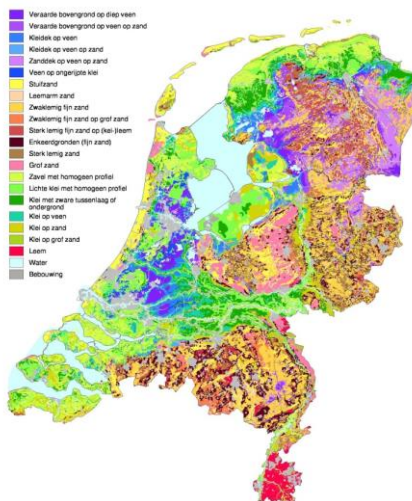 Veraarde bovengrond op diep veen
Veraarde bovengrond op veen op zand
Kleidek op veen
Kleidek op veen op zand
Zanddek op veen op zand
Veen op ongerijpte klei
Stuifzand
Leemarm zand
Zwaklemig fijn zand
Zwaklemig fijn zand op grof zand
Sterk lemig fijn zand op (kei-)leem
Enkeerdgronden (fijn zand)
Sterk lemig zand
Grof zand
Zavel met homogeen profiel
Lichte klei met homogeen profiel
Klei met zware tussenlaag of
ondergrond
Klei op veen
Klei op zand
Klei op grof zand
Leem
Water
Bebouwing